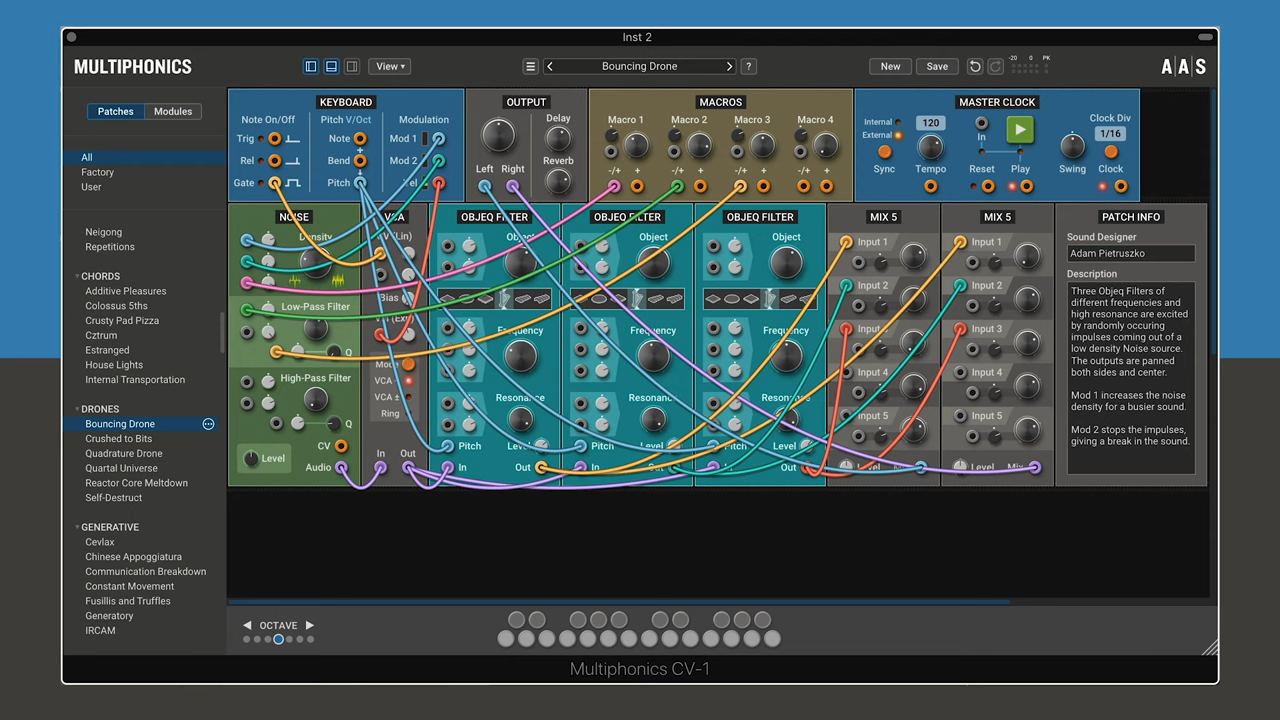 Inst 2
MULTIPHONICS
View ▾
Bouncing Drone
?
New
Save
-20 0 PK
AAS
Patches Modules
All
Factory
User
Neigong
Repetitions
CHORDS
Additive Pleasures
Colossus 5ths
Crusty Pad Pizza
Cztrum
Estranged
House Lights
Internal Transportation
DRONES
Bouncing Drone
Crushed to Bits
Quadrature Drone
Quartal Universe
Reactor Core Meltdown
Self-Destruct
GENERATIVE
Cevlax
Chinese Appoggiatura
Communication Breakdown
Constant Movement
Fusillis and Truffles
Generatory
IRCAM
KEYBOARD
Note On/Off Pitch V/Oct Modulation
Trig Note Mod 1
Rel Bend Mod 2
Gate Pitch Vel
OUTPUT
Delay
Reverb
Left Right
MACROS
Macro 1 Macro 2 Macro 3 Macro 4
-/+ -/+ -/+ -/+
MASTER CLOCK
Internal
External
Sync
120
Tempo
In
Reset Play
Swing
Clock Div
1/16
Clock
NOISE
Density
Low-Pass Filter
Q
High-Pass Filter
Q
CV
Level
Audio
VCA
(Lin)
Bias
Mode
VCA
VCA ±
Ring
In Out
OBJEQ FILTER
Object
Frequency
Resonance
Pitch Level
In Out
OBJEQ FILTER
Object
Frequency
Resonance
Pitch Level
In Out
OBJEQ FILTER
Object
Frequency
Resonance
Pitch Level
In Out
MIX 5
Input 1
Input 2
Input 3
Input 4
Input 5
Level Mix
MIX 5
Input 1
Input 2
Input 3
Input 4
Input 5
Level Mix
PATCH INFO
Sound Designer
Adam Pietruszko
Description
Three Objeq Filters of
different frequencies and
high resonance are excited
by randomly occuring
impulses coming out of a
low density Noise source.
The outputs are panned
both sides and center.
Mod 1 increases the noise
density for a busier sound.
Mod 2 stops the impulses,
giving a break in the sound.
OCTAVE
Multiphonics CV-1